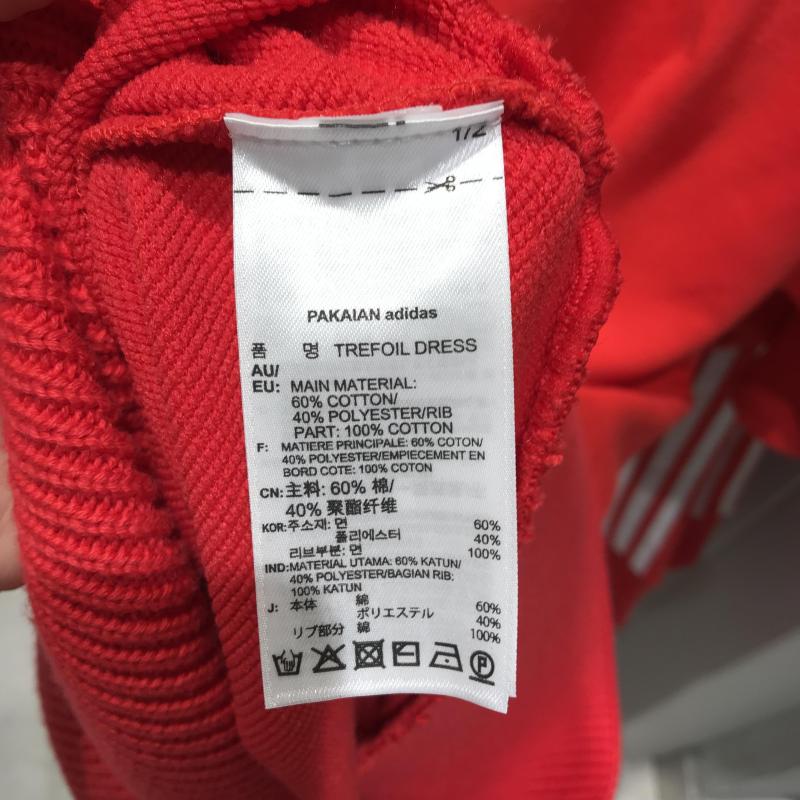 1/2
PAKAIAN adidas
품 명 TREFOIL DRESS
AU/
EU: MAIN MATERIAL:
60% COTTON/
40% POLYESTER/RIB
PART: 100% COTTON
F: MATIERE PRINCIPALE: 60% COTON/
40% POLYESTER/EMPIECEMENT EN
BORD COTE: 100% COTON
CN: 主料: 60% 棉/
40% 聚酯纤维
KOR: 주소재: 면 60%
폴리에스터 40%
리브부분: 면 100%
IND: MATERIAL UTAMA: 60% KATUN/
40% POLYESTER/BAGIAN RIB:
100% KATUN
J: 本体 綿 60%
ポリエステル 40%
リブ部分 綿 100%
P